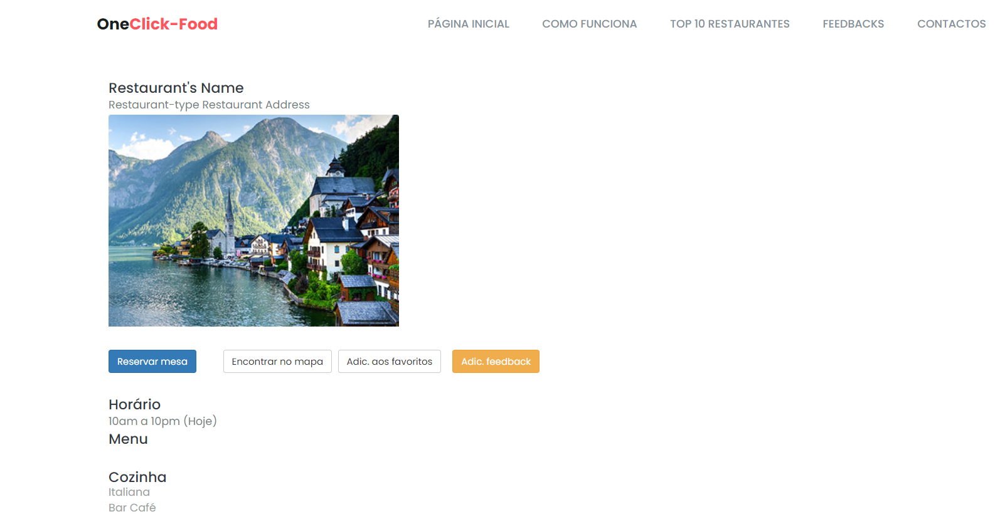 OneClick-Food PÁGINA INICIAL COMO FUNCIONA TOP 10 RESTAURANTES FEEDBACKS CONTACTOS
Restaurant's Name
Restaurant-type Restaurant Address
Reservar mesa Encontrar no mapa Adic. aos favoritos Adic. feedback
Horário
10am a 10pm (Hoje)
Menu
Cozinha
Italiana
Bar Café